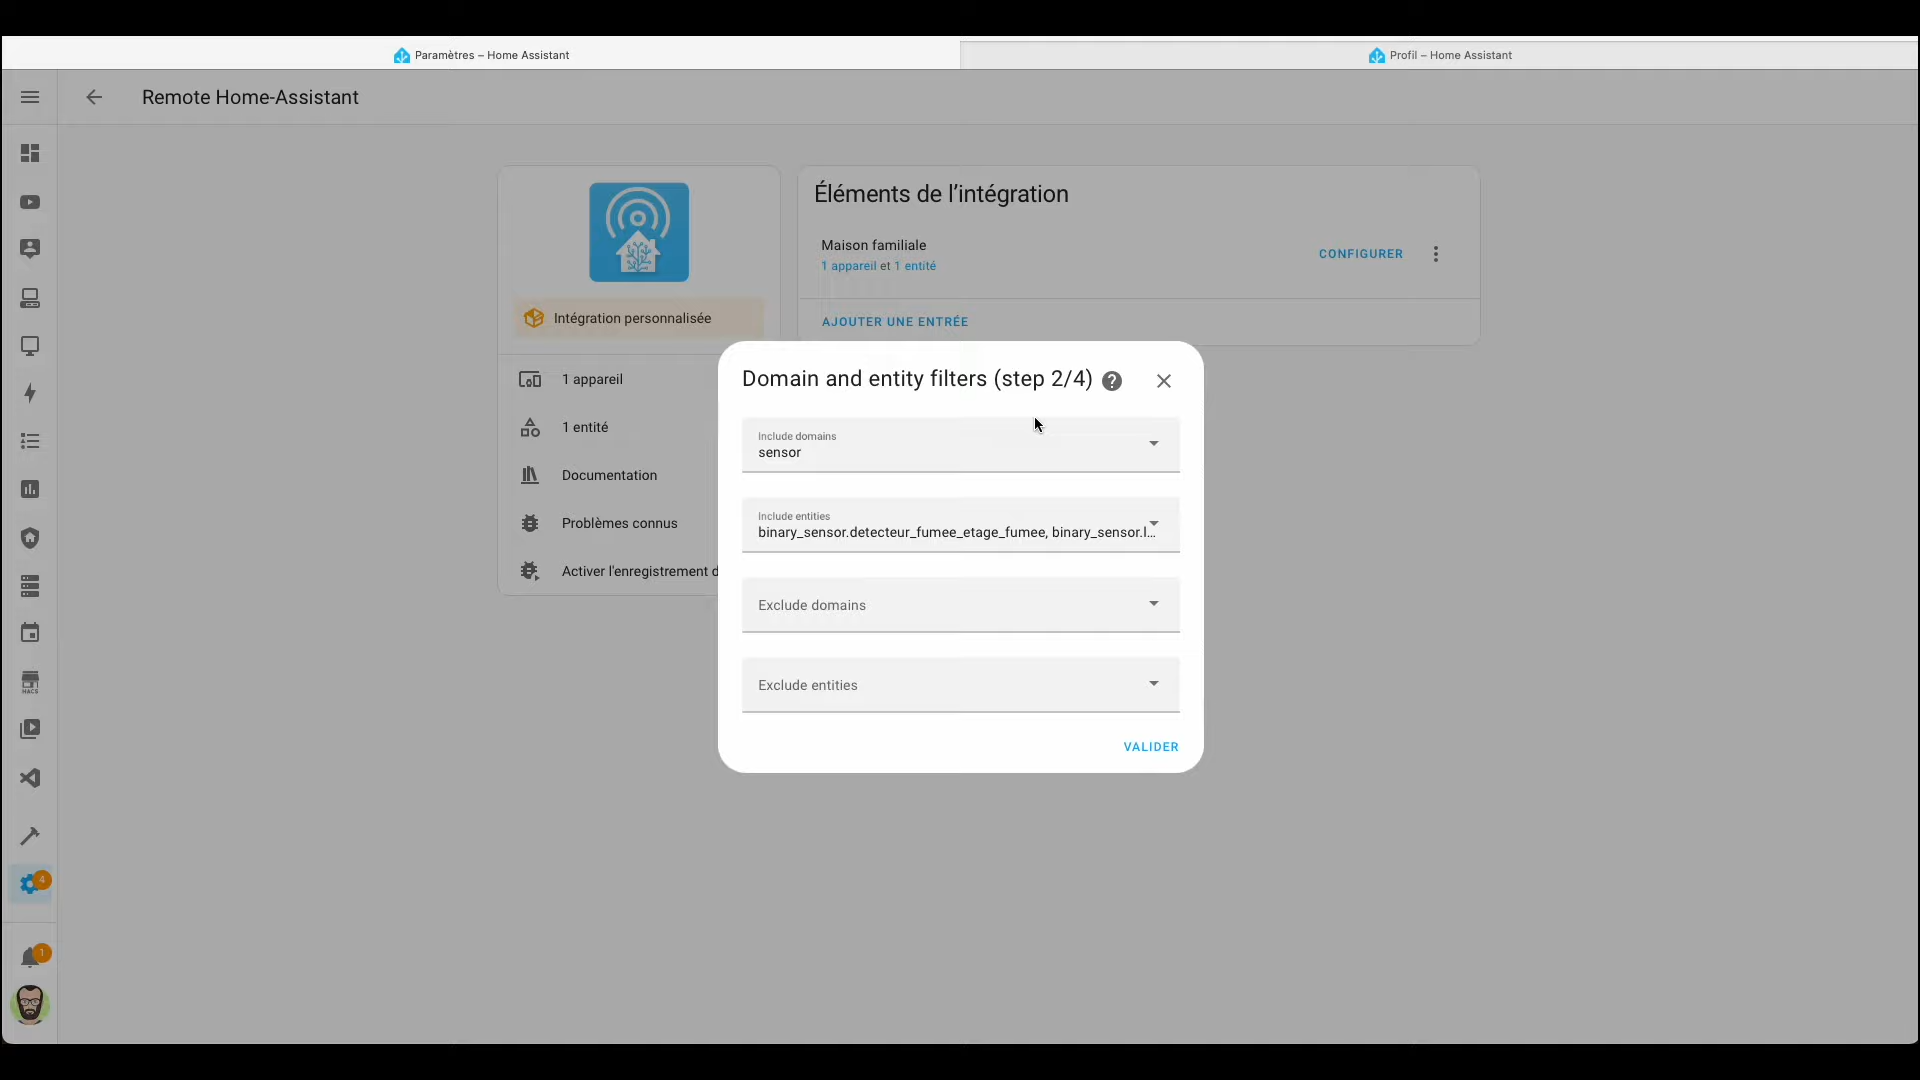 Paramètres – Home Assistant
Profil – Home Assistant
Remote Home-Assistant
Éléments de l’intégration
Maison familiale
1 appareil et 1 entité
CONFIGURER
AJOUTER UNE ENTRÉE
Intégration personnalisée
1 appareil
1 entité
Documentation
Problèmes connus
Activer l'enregistrement d
Domain and entity filters (step 2/4)
Include domains
sensor
Include entities
binary_sensor.detecteur_fumee_etage_fumee, binary_sensor.l…
Exclude domains
Exclude entities
VALIDER
HACS
4
1